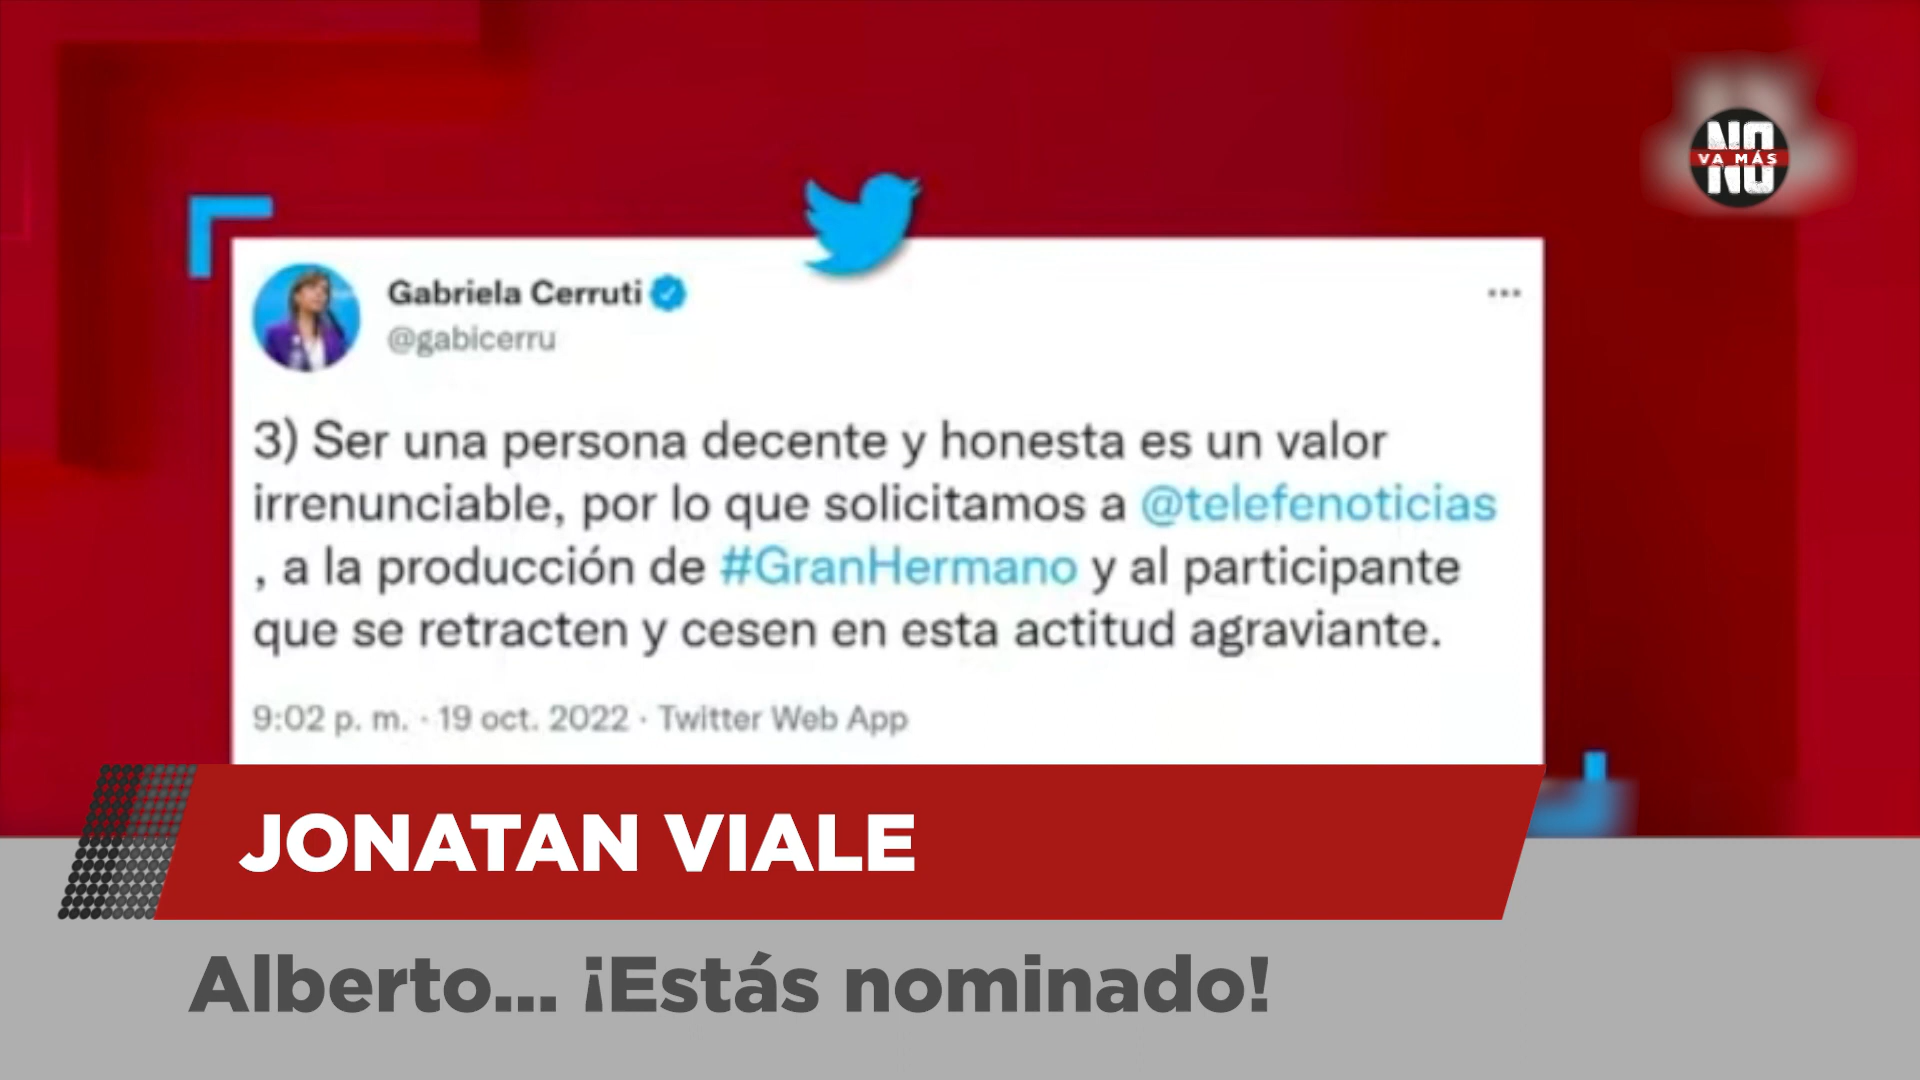 NO
VA MÁS
Gabriela Cerruti
@gabicerru
3) Ser una persona decente y honesta es un valor
irrenunciable, por lo que solicitamos a @telefenoticias
, a la producción de #GranHermano y al participante
que se retracten y cesen en esta actitud agraviante.
9:02 p. m. · 19 oct. 2022 · Twitter Web App
JONATAN VIALE
Alberto... ¡Estás nominado!